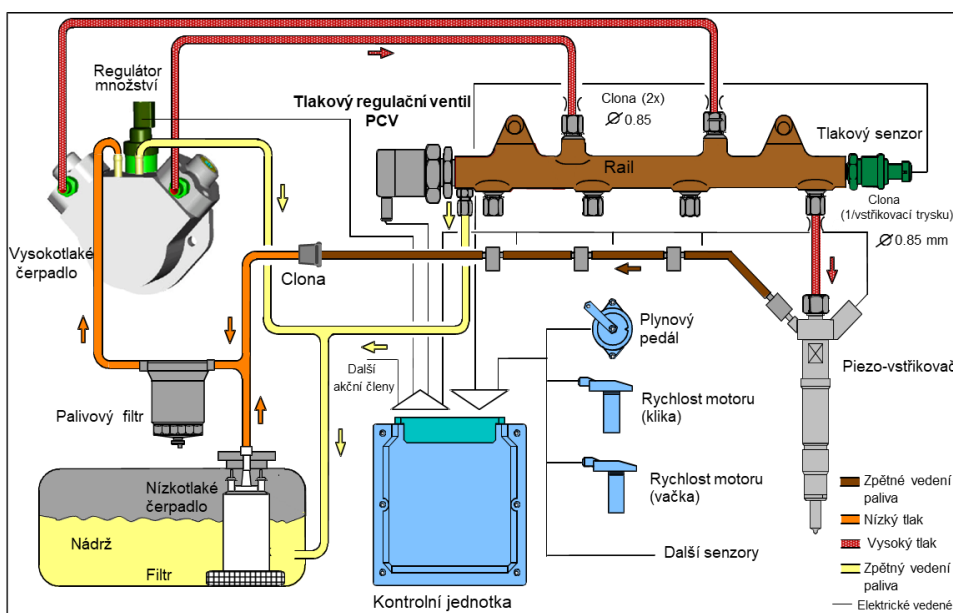 Regulátor
množství
Tlakový regulační ventil
PCV
Clona (2x)
Ø 0.85
Tlakový senzor
Rail
Clona
(1/vstřikovací trysku)
Ø 0.85 mm
Vysokotlaké
čerpadlo
Clona
Plynový
pedál
Další
akční členy
Piezo-vstřikovač
Palivový filtr
Rychlost motoru
(klika)
Rychlost motoru
(vačka)
Nízkotlaké
čerpadlo
Nádrž
Filtr
Další senzory
Kontrolní jednotka
Zpětné vedení
paliva
Nízký tlak
Vysoký tlak
Zpětný vedení
paliva
Elektrické vedené